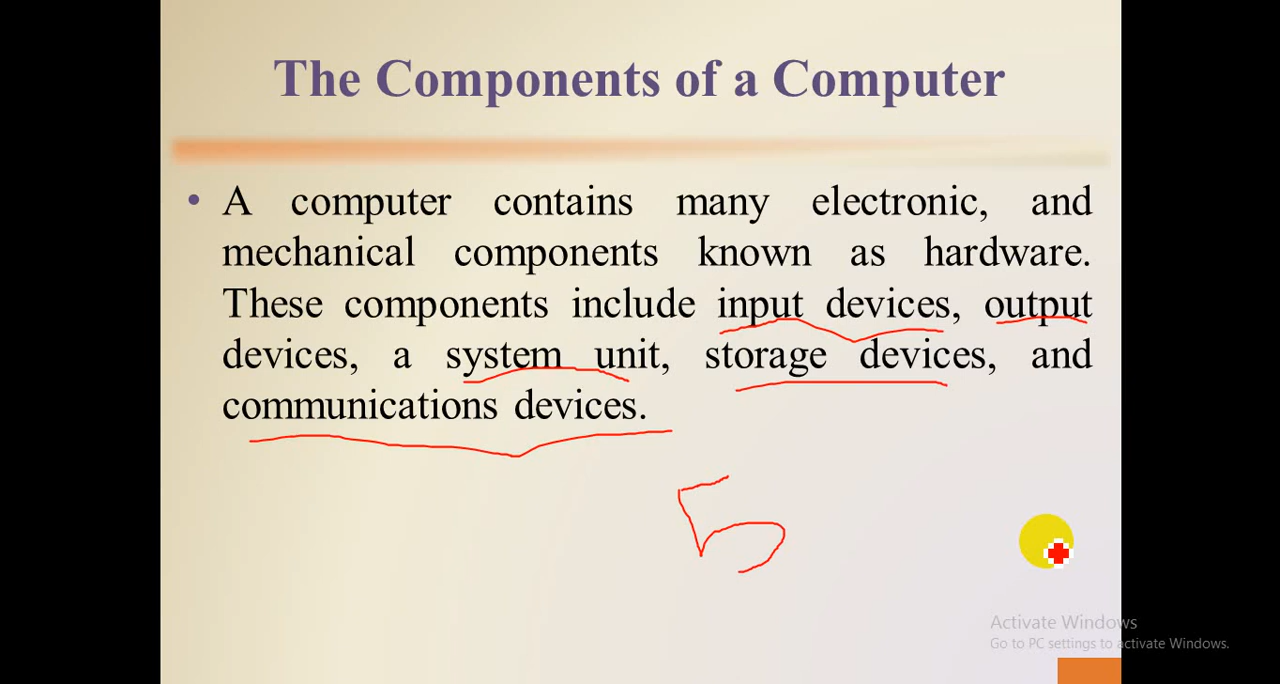 The Components of a Computer
• A computer contains many electronic, and
mechanical components known as hardware.
These components include input devices, output
devices, a system unit, storage devices, and
communications devices.
5
Activate Windows
Go to PC settings to activate Windows.